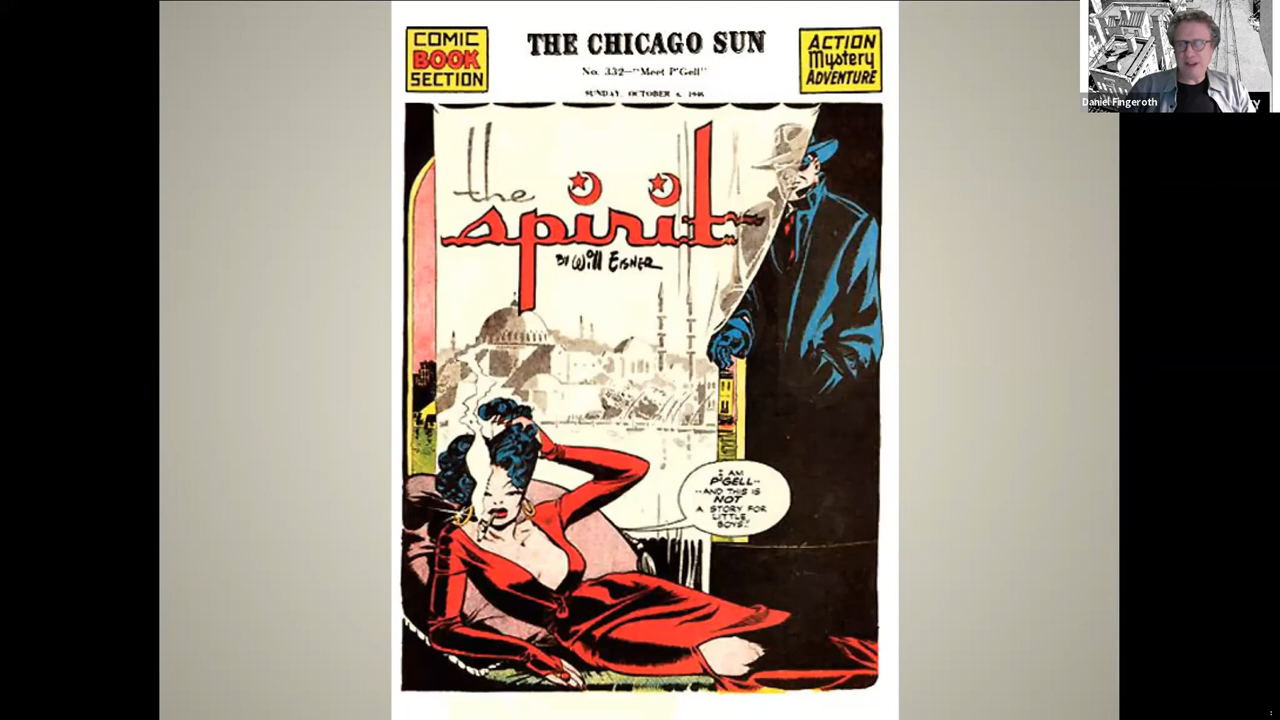 COMIC
BOOK
SECTION
THE CHICAGO SUN
No. 332—"Meet P'Gell"
SUNDAY, OCTOBER 6, 1946
ACTION
Mystery
ADVENTURE
the
spirit
BY Will EISNER
I AM
P'GELL--
--AND THIS IS
NOT
A STORY FOR
LITTLE
BOYS."
Daniel Fingeroth